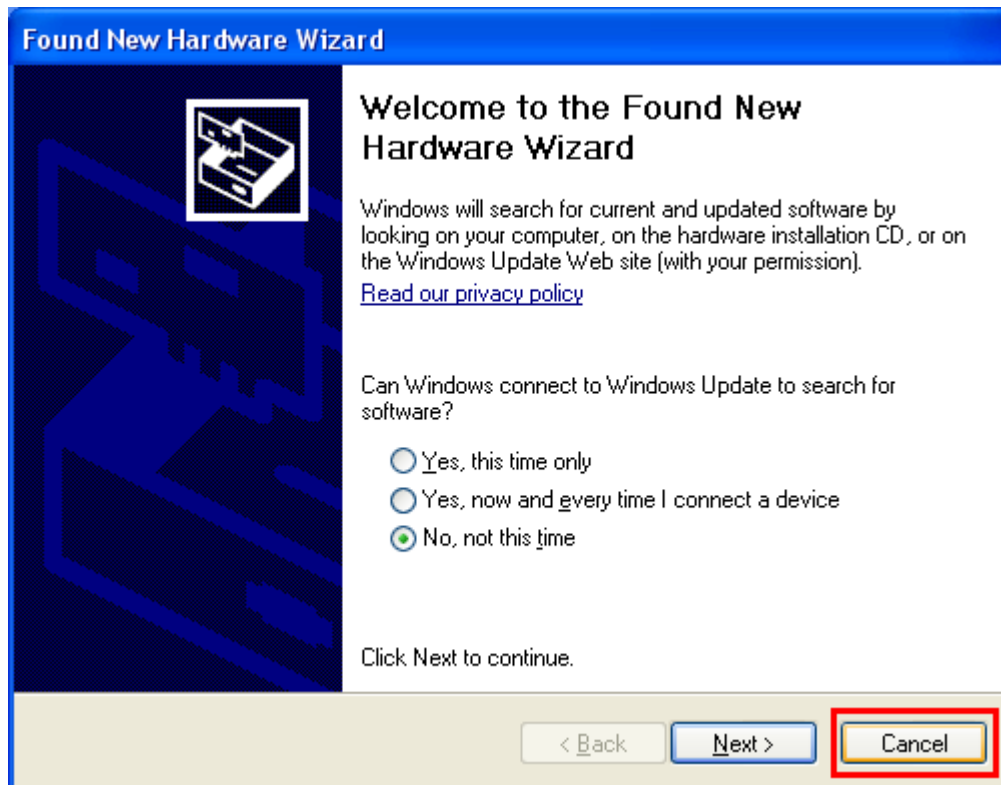 Found New Hardware Wizard
Welcome to the Found New
Hardware Wizard
Windows will search for current and updated software by
looking on your computer, on the hardware installation CD, or on
the Windows Update Web site (with your permission).
Read our privacy policy
Can Windows connect to Windows Update to search for
software?
Yes, this time only
Yes, now and every time I connect a device
No, not this time
Click Next to continue.
< Back Next > Cancel